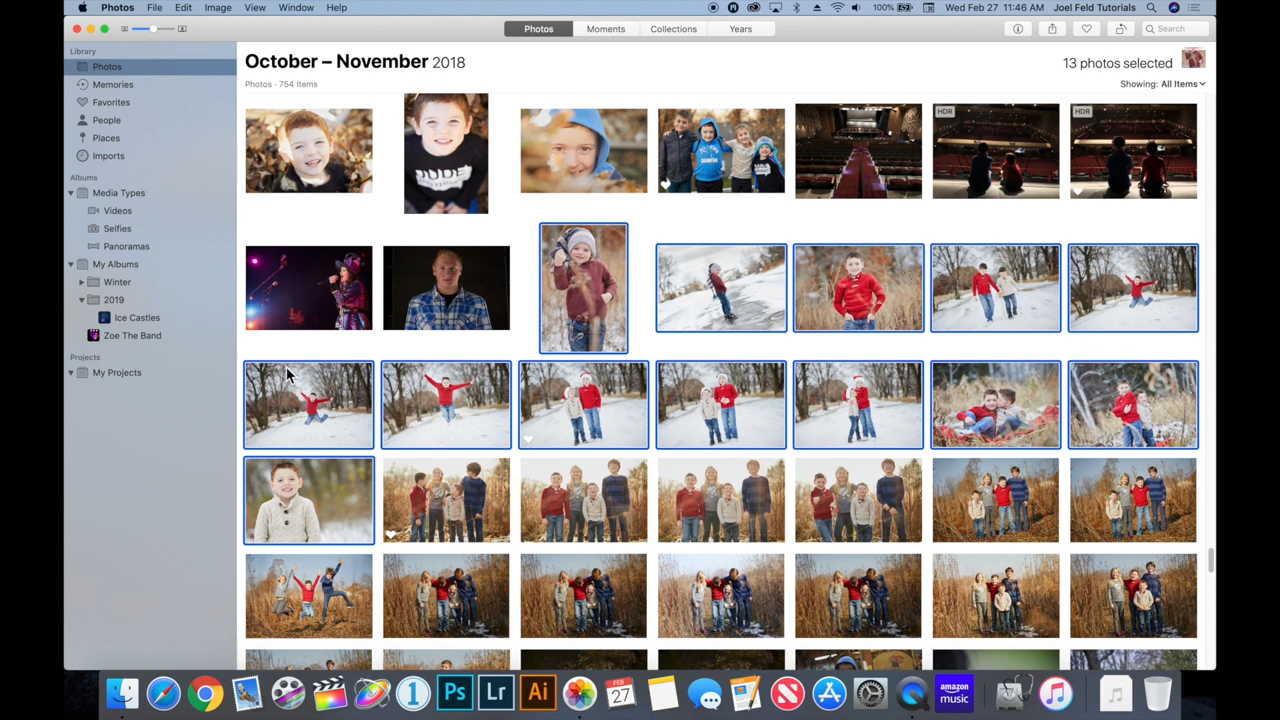 Photos File Edit Image View Window Help 100% Wed Feb 27 11:46 AM Joel Feld Tutorials
Photos Moments Collections Years Search
Library
Photos
Memories
Favorites
People
Places
Imports
Albums
Media Types
Videos
Selfies
Panoramas
My Albums
Winter
2019
Ice Castles
Zoe The Band
Projects
My Projects
October – November 2018
13 photos selected
Photos · 754 Items
Showing: All Items
HDR
HDR
DUDE
FEB
27
1
Ps
Lr
Ai
amazon
music